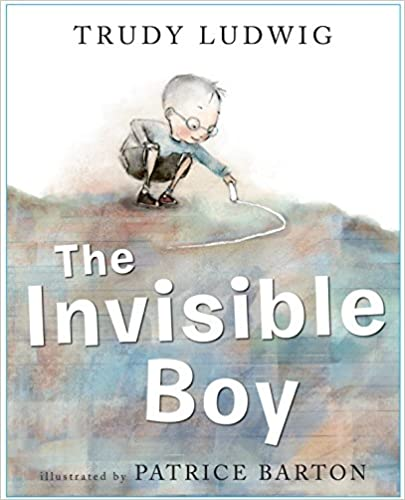 TRUDY LUDWIG
The
Invisible
Boy
illustrated by PATRICE BARTON